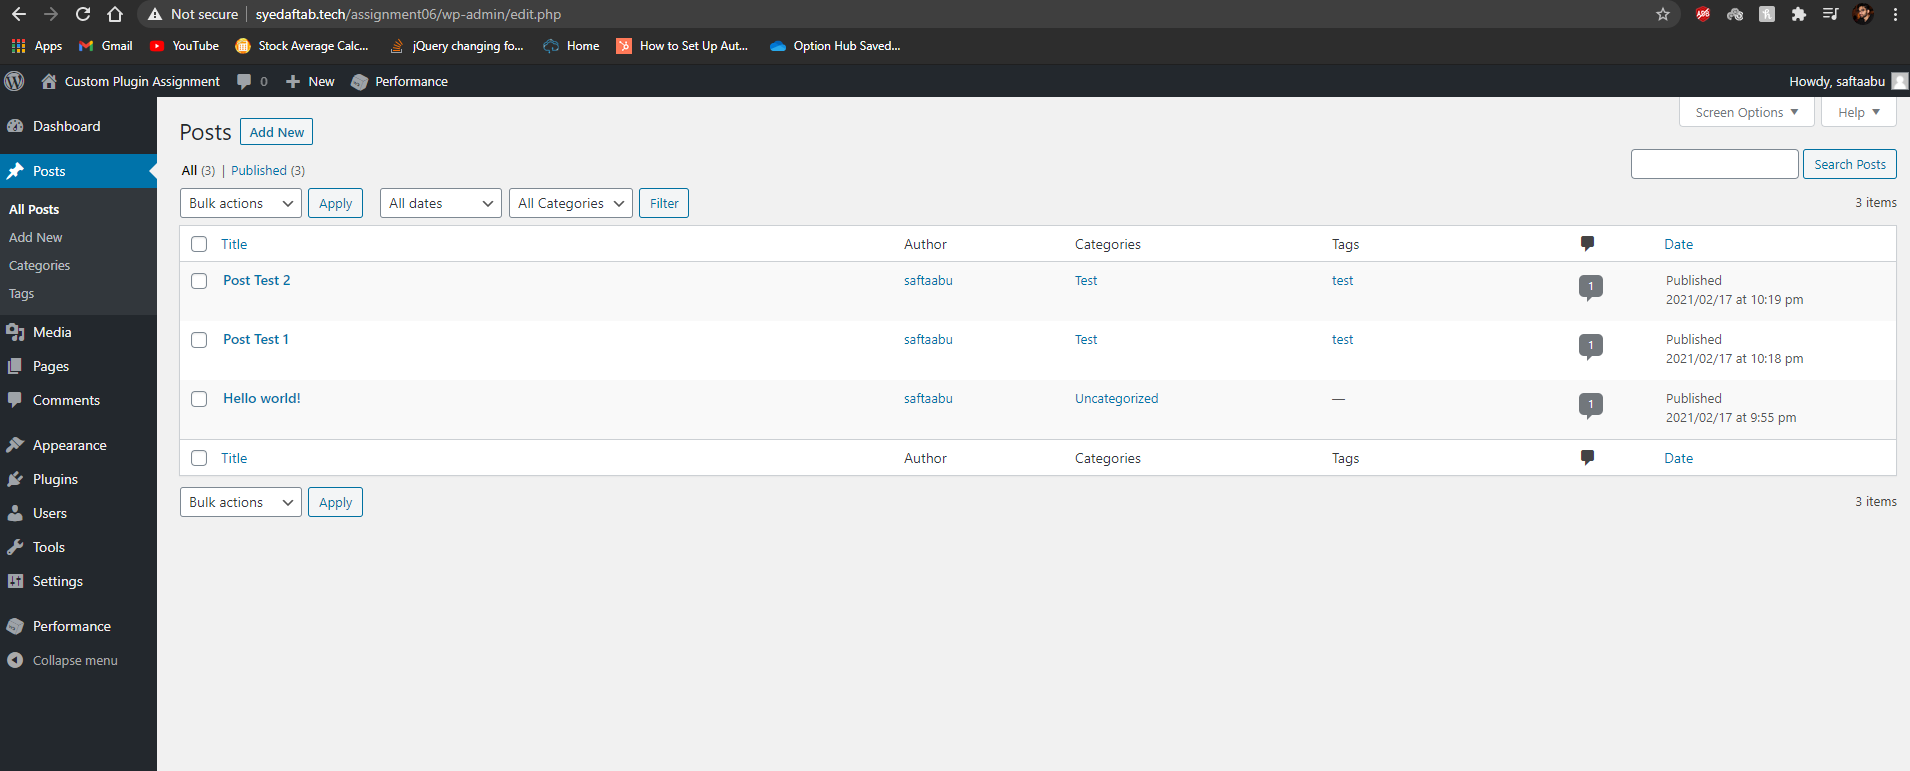 Not secure syedaftab.tech/assignment06/wp-admin/edit.php
Apps Gmail YouTube Stock Average Calc... jQuery changing fo... Home How to Set Up Aut... Option Hub Saved...
Custom Plugin Assignment 0 New Performance Howdy, saftaabu
Screen Options Help
Dashboard
Posts
All Posts
Add New
Categories
Tags
Media
Pages
Comments
Appearance
Plugins
Users
Tools
Settings
Performance
Collapse menu
Posts Add New
All (3) | Published (3)
Search Posts
Bulk actions Apply All dates All Categories Filter 3 items
Title Author Categories Tags Date
Post Test 2 saftaabu Test test 1 Published
2021/02/17 at 10:19 pm
Post Test 1 saftaabu Test test 1 Published
2021/02/17 at 10:18 pm
Hello world! saftaabu Uncategorized — 1 Published
2021/02/17 at 9:55 pm
Title Author Categories Tags Date
Bulk actions Apply 3 items